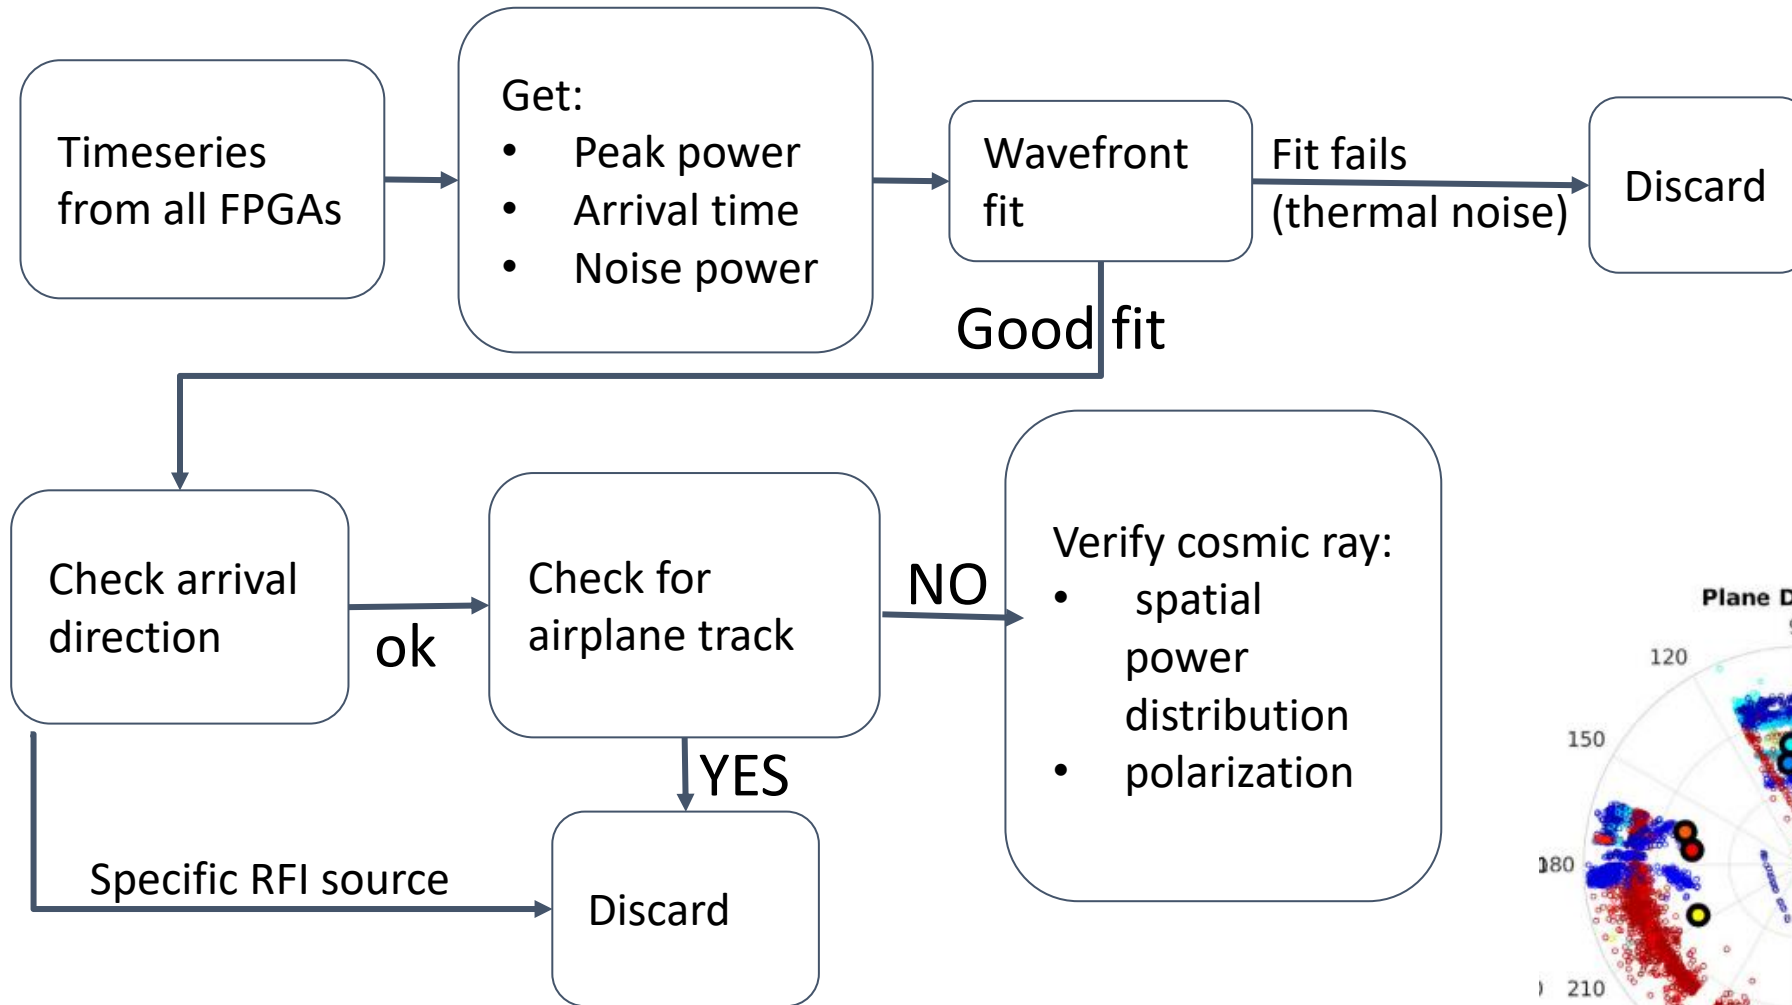 Timeseries
from all FPGAs
Get:
• Peak power
• Arrival time
• Noise power
Wavefront
fit
Fit fails
(thermal noise)
Discard
Good fit
Check arrival
direction
ok
Check for
airplane track
NO
Verify cosmic ray:
• spatial
power
distribution
• polarization
YES
Specific RFI source
Discard
Plane D
120
150
180
210